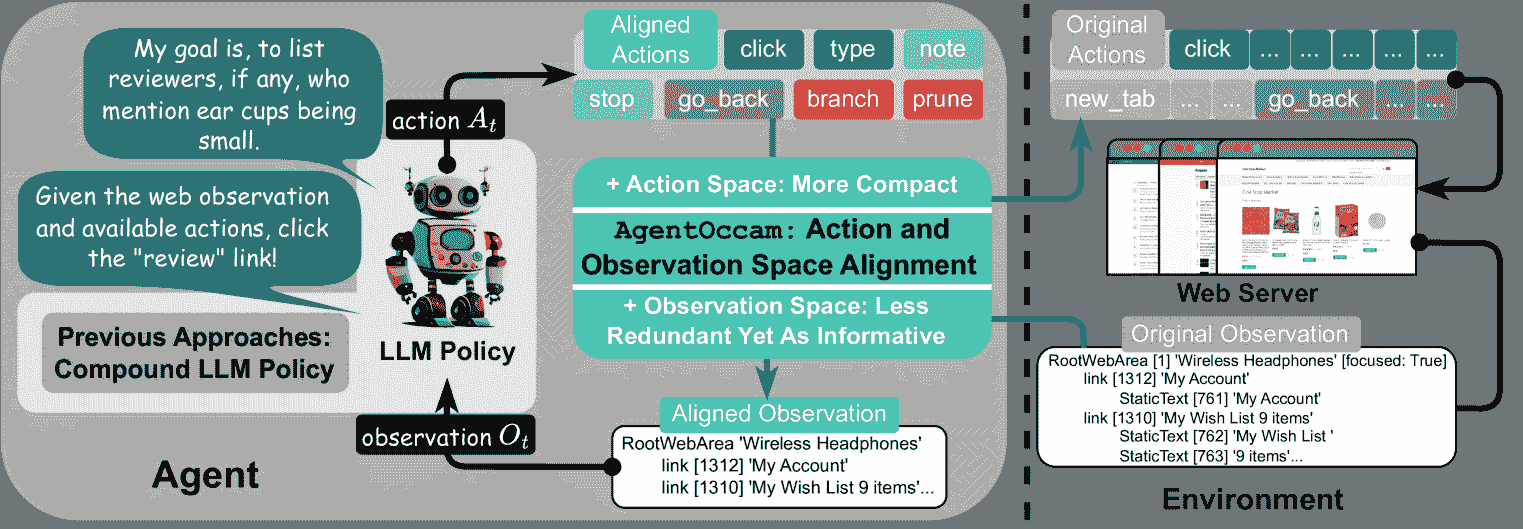 My goal is, to list
reviewers, if any, who
mention ear cups being
small.
Given the web observation
and available actions, click
the "review" link!
Previous Approaches:
Compound LLM Policy
action At
LLM Policy
observation Ot
Agent
Aligned
Actions
click
type
note
stop
go_back
branch
prune
+ Action Space: More Compact
AgentOccam: Action and
Observation Space Alignment
+ Observation Space: Less
Redundant Yet As Informative
Aligned Observation
RootWebArea 'Wireless Headphones'
link [1312] 'My Account'
link [1310] 'My Wish List 9 items'...
Original
Actions
click
...
...
...
...
...
new_tab
...
...
go_back
...
...
One Stop Market
Web Server
Original Observation
RootWebArea [1] 'Wireless Headphones' [focused: True]
link [1312] 'My Account'
StaticText [761] 'My Account'
link [1310] 'My Wish List 9 items'
StaticText [762] 'My Wish List '
StaticText [763] '9 items'...
Environment